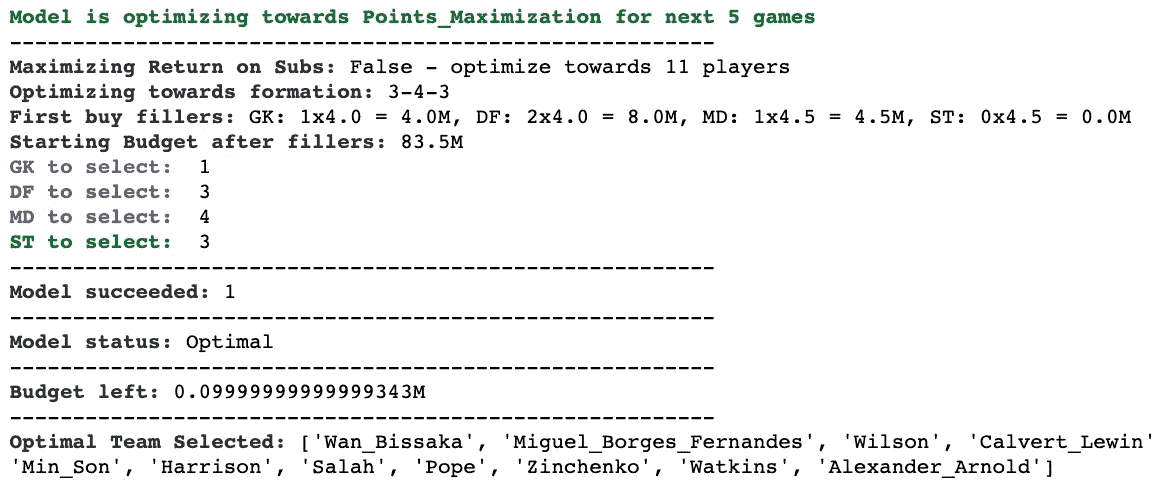 Model is optimizing towards Points_Maximization for next 5 games
--------------------------------------------------------
Maximizing Return on Subs: False - optimize towards 11 players
Optimizing towards formation: 3-4-3
First buy fillers: GK: 1x4.0 = 4.0M, DF: 2x4.0 = 8.0M, MD: 1x4.5 = 4.5M, ST: 0x4.5 = 0.0M
Starting Budget after fillers: 83.5M
GK to select: 1
DF to select: 3
MD to select: 4
ST to select: 3
--------------------------------------------------------
Model succeeded: 1
--------------------------------------------------------
Model status: Optimal
--------------------------------------------------------
Budget left: 0.09999999999999343M
--------------------------------------------------------
Optimal Team Selected: ['Wan_Bissaka', 'Miguel_Borges_Fernandes', 'Wilson', 'Calvert_Lewin'
'Min_Son', 'Harrison', 'Salah', 'Pope', 'Zinchenko', 'Watkins', 'Alexander_Arnold']